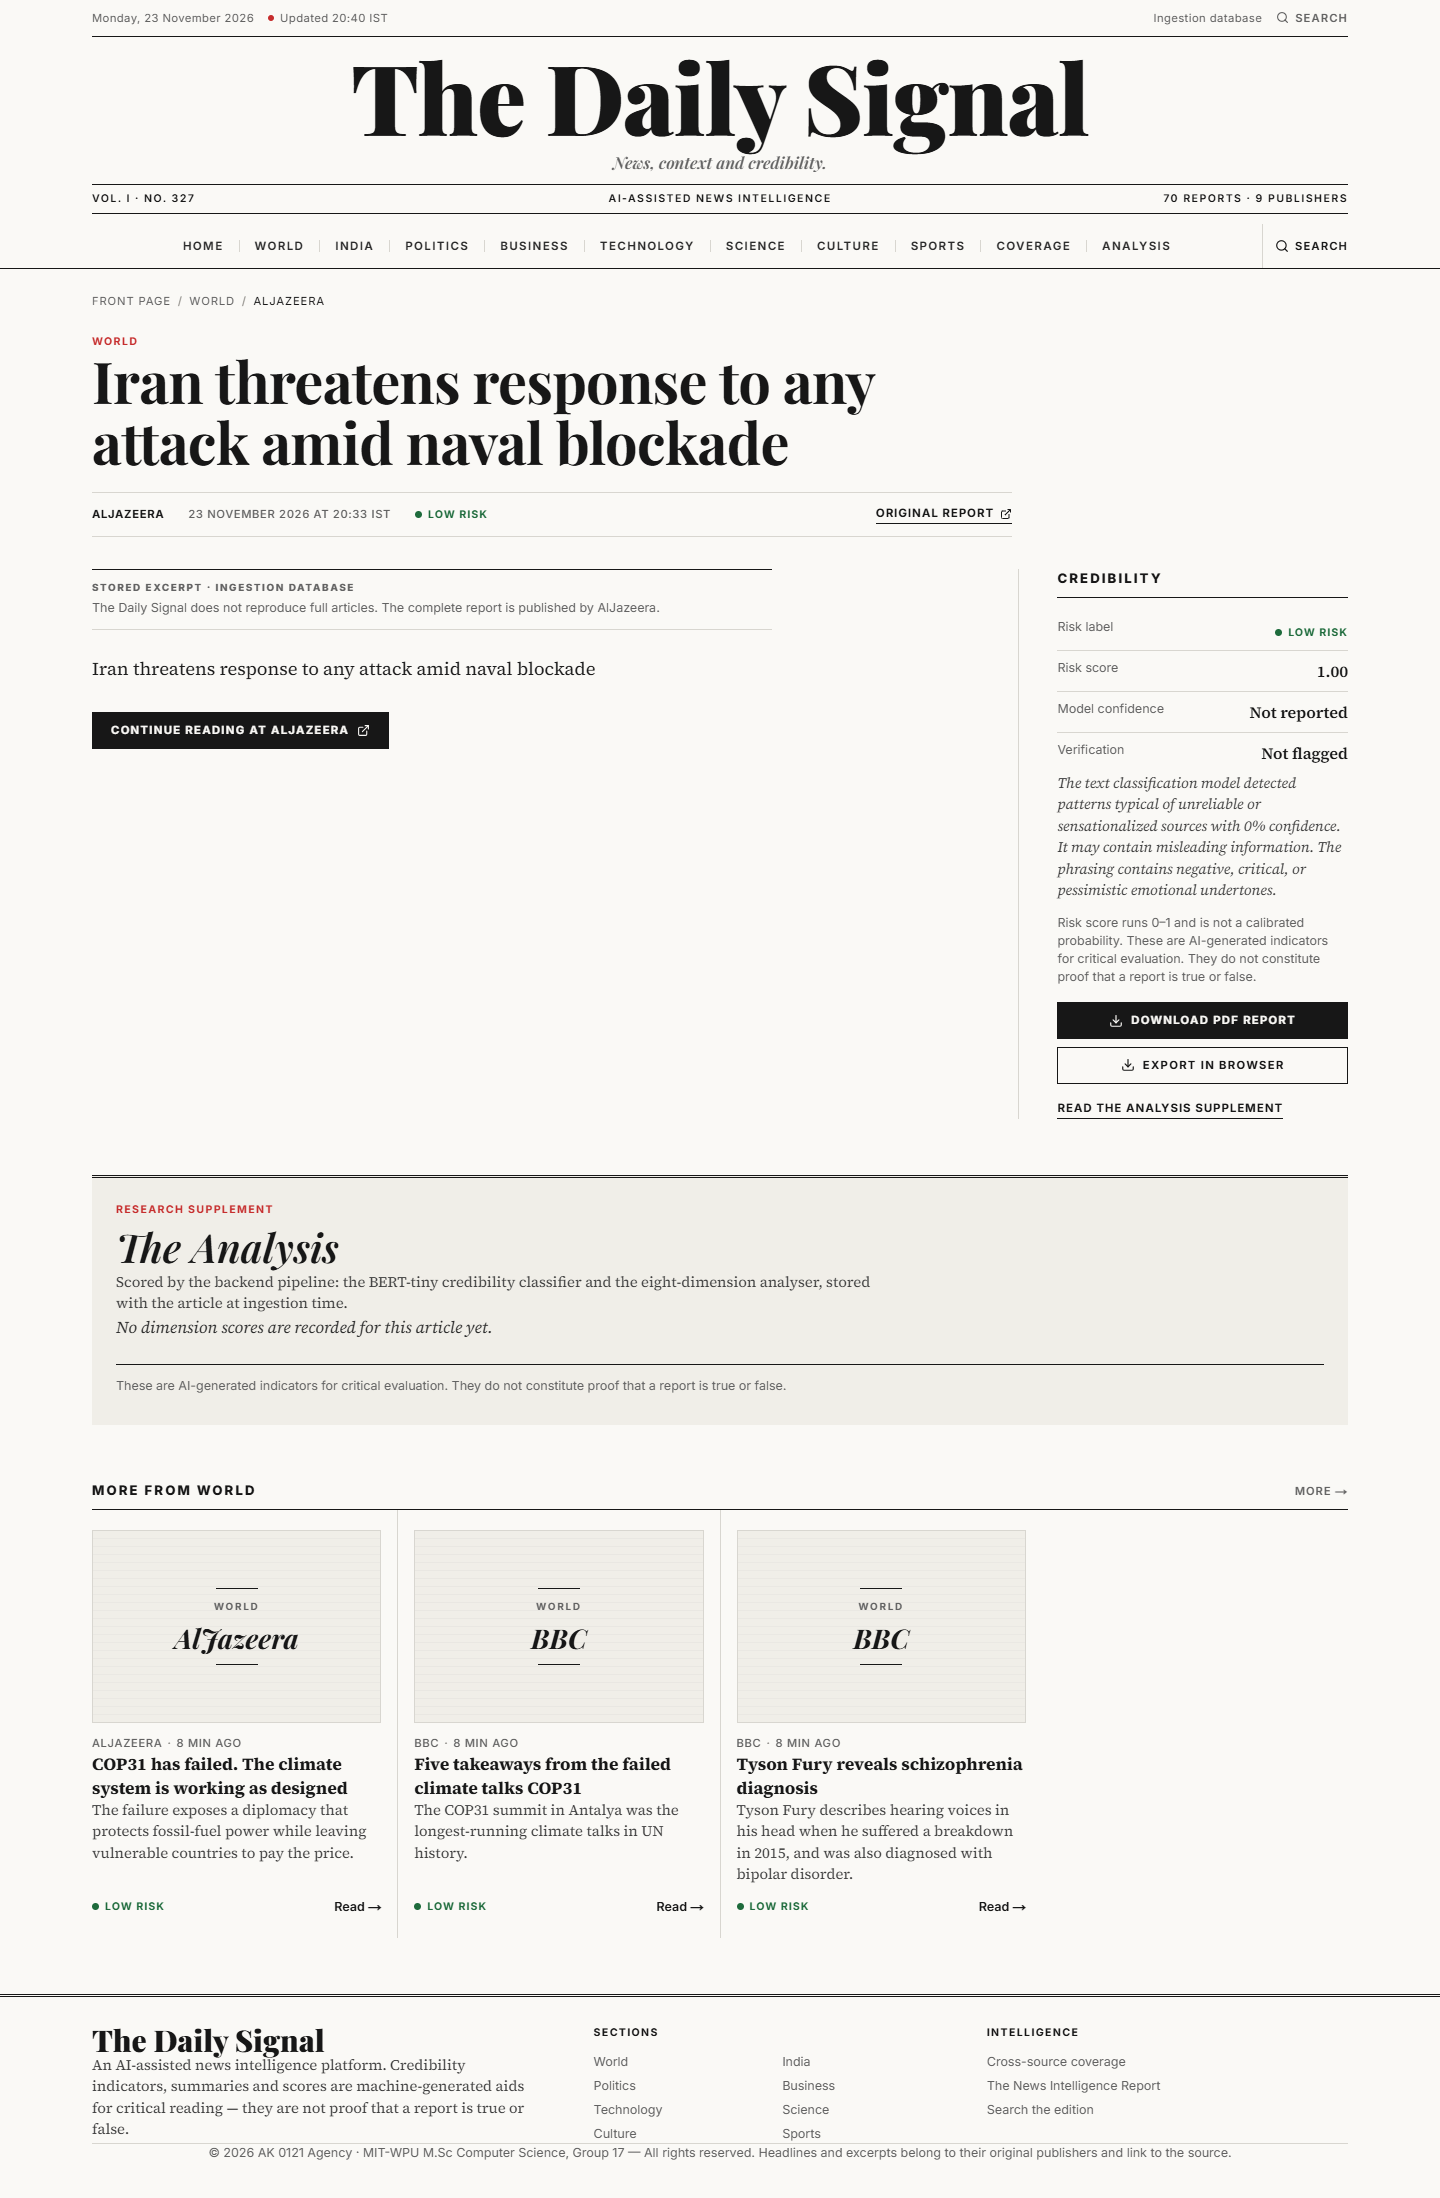 Monday, 23 November 2026 Updated 20:40 IST
Ingestion database SEARCH
The Daily Signal
News, context and credibility.
VOL. I · NO. 327 AI-ASSISTED NEWS INTELLIGENCE 70 REPORTS · 9 PUBLISHERS
HOME WORLD INDIA POLITICS BUSINESS TECHNOLOGY SCIENCE CULTURE SPORTS COVERAGE ANALYSIS SEARCH
FRONT PAGE / WORLD / ALJAZEERA
WORLD
Iran threatens response to any
attack amid naval blockade
ALJAZEERA 23 NOVEMBER 2026 AT 20:33 IST LOW RISK ORIGINAL REPORT
STORED EXCERPT · INGESTION DATABASE
The Daily Signal does not reproduce full articles. The complete report is published by AlJazeera.
Iran threatens response to any attack amid naval blockade
CONTINUE READING AT ALJAZEERA
CREDIBILITY
Risk label LOW RISK
Risk score 1.00
Model confidence Not reported
Verification Not flagged
The text classification model detected
patterns typical of unreliable or
sensationalized sources with 0% confidence.
It may contain misleading information. The
phrasing contains negative, critical, or
pessimistic emotional undertones.
Risk score runs 0–1 and is not a calibrated
probability. These are AI-generated indicators
for critical evaluation. They do not constitute
proof that a report is true or false.
DOWNLOAD PDF REPORT
EXPORT IN BROWSER
READ THE ANALYSIS SUPPLEMENT
RESEARCH SUPPLEMENT
The Analysis
Scored by the backend pipeline: the BERT-tiny credibility classifier and the eight-dimension analyser, stored
with the article at ingestion time.
No dimension scores are recorded for this article yet.
These are AI-generated indicators for critical evaluation. They do not constitute proof that a report is true or false.
MORE FROM WORLD MORE →
WORLD
AlJazeera
ALJAZEERA · 8 MIN AGO
COP31 has failed. The climate
system is working as designed
The failure exposes a diplomacy that
protects fossil-fuel power while leaving
vulnerable countries to pay the price.
LOW RISK Read →
WORLD
BBC
BBC · 8 MIN AGO
Five takeaways from the failed
climate talks COP31
The COP31 summit in Antalya was the
longest-running climate talks in UN
history.
LOW RISK Read →
WORLD
BBC
BBC · 8 MIN AGO
Tyson Fury reveals schizophrenia
diagnosis
Tyson Fury describes hearing voices in
his head when he suffered a breakdown
in 2015, and was also diagnosed with
bipolar disorder.
LOW RISK Read →
The Daily Signal
An AI-assisted news intelligence platform. Credibility
indicators, summaries and scores are machine-generated aids
for critical reading — they are not proof that a report is true or
false.
SECTIONS
World India
Politics Business
Technology Science
Culture Sports
INTELLIGENCE
Cross-source coverage
The News Intelligence Report
Search the edition
© 2026 AK 0121 Agency · MIT-WPU M.Sc Computer Science, Group 17 — All rights reserved. Headlines and excerpts belong to their original publishers and link to the source.